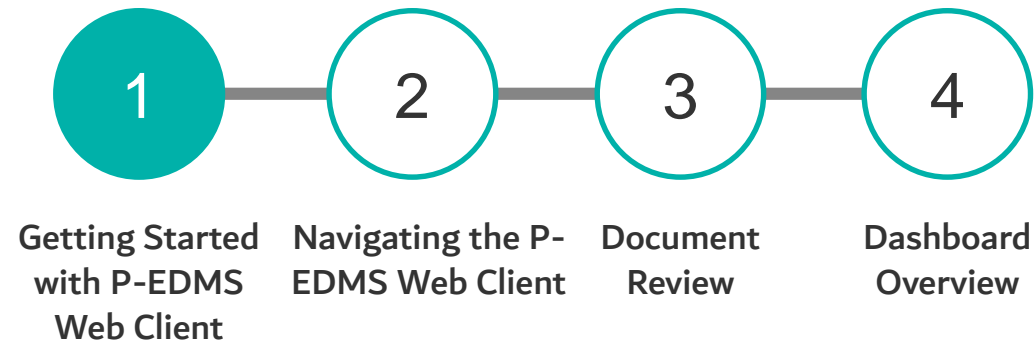 1
2
3
4
Getting Started
with P-EDMS
Web Client
Navigating the P-
EDMS Web Client
Document
Review
Dashboard
Overview